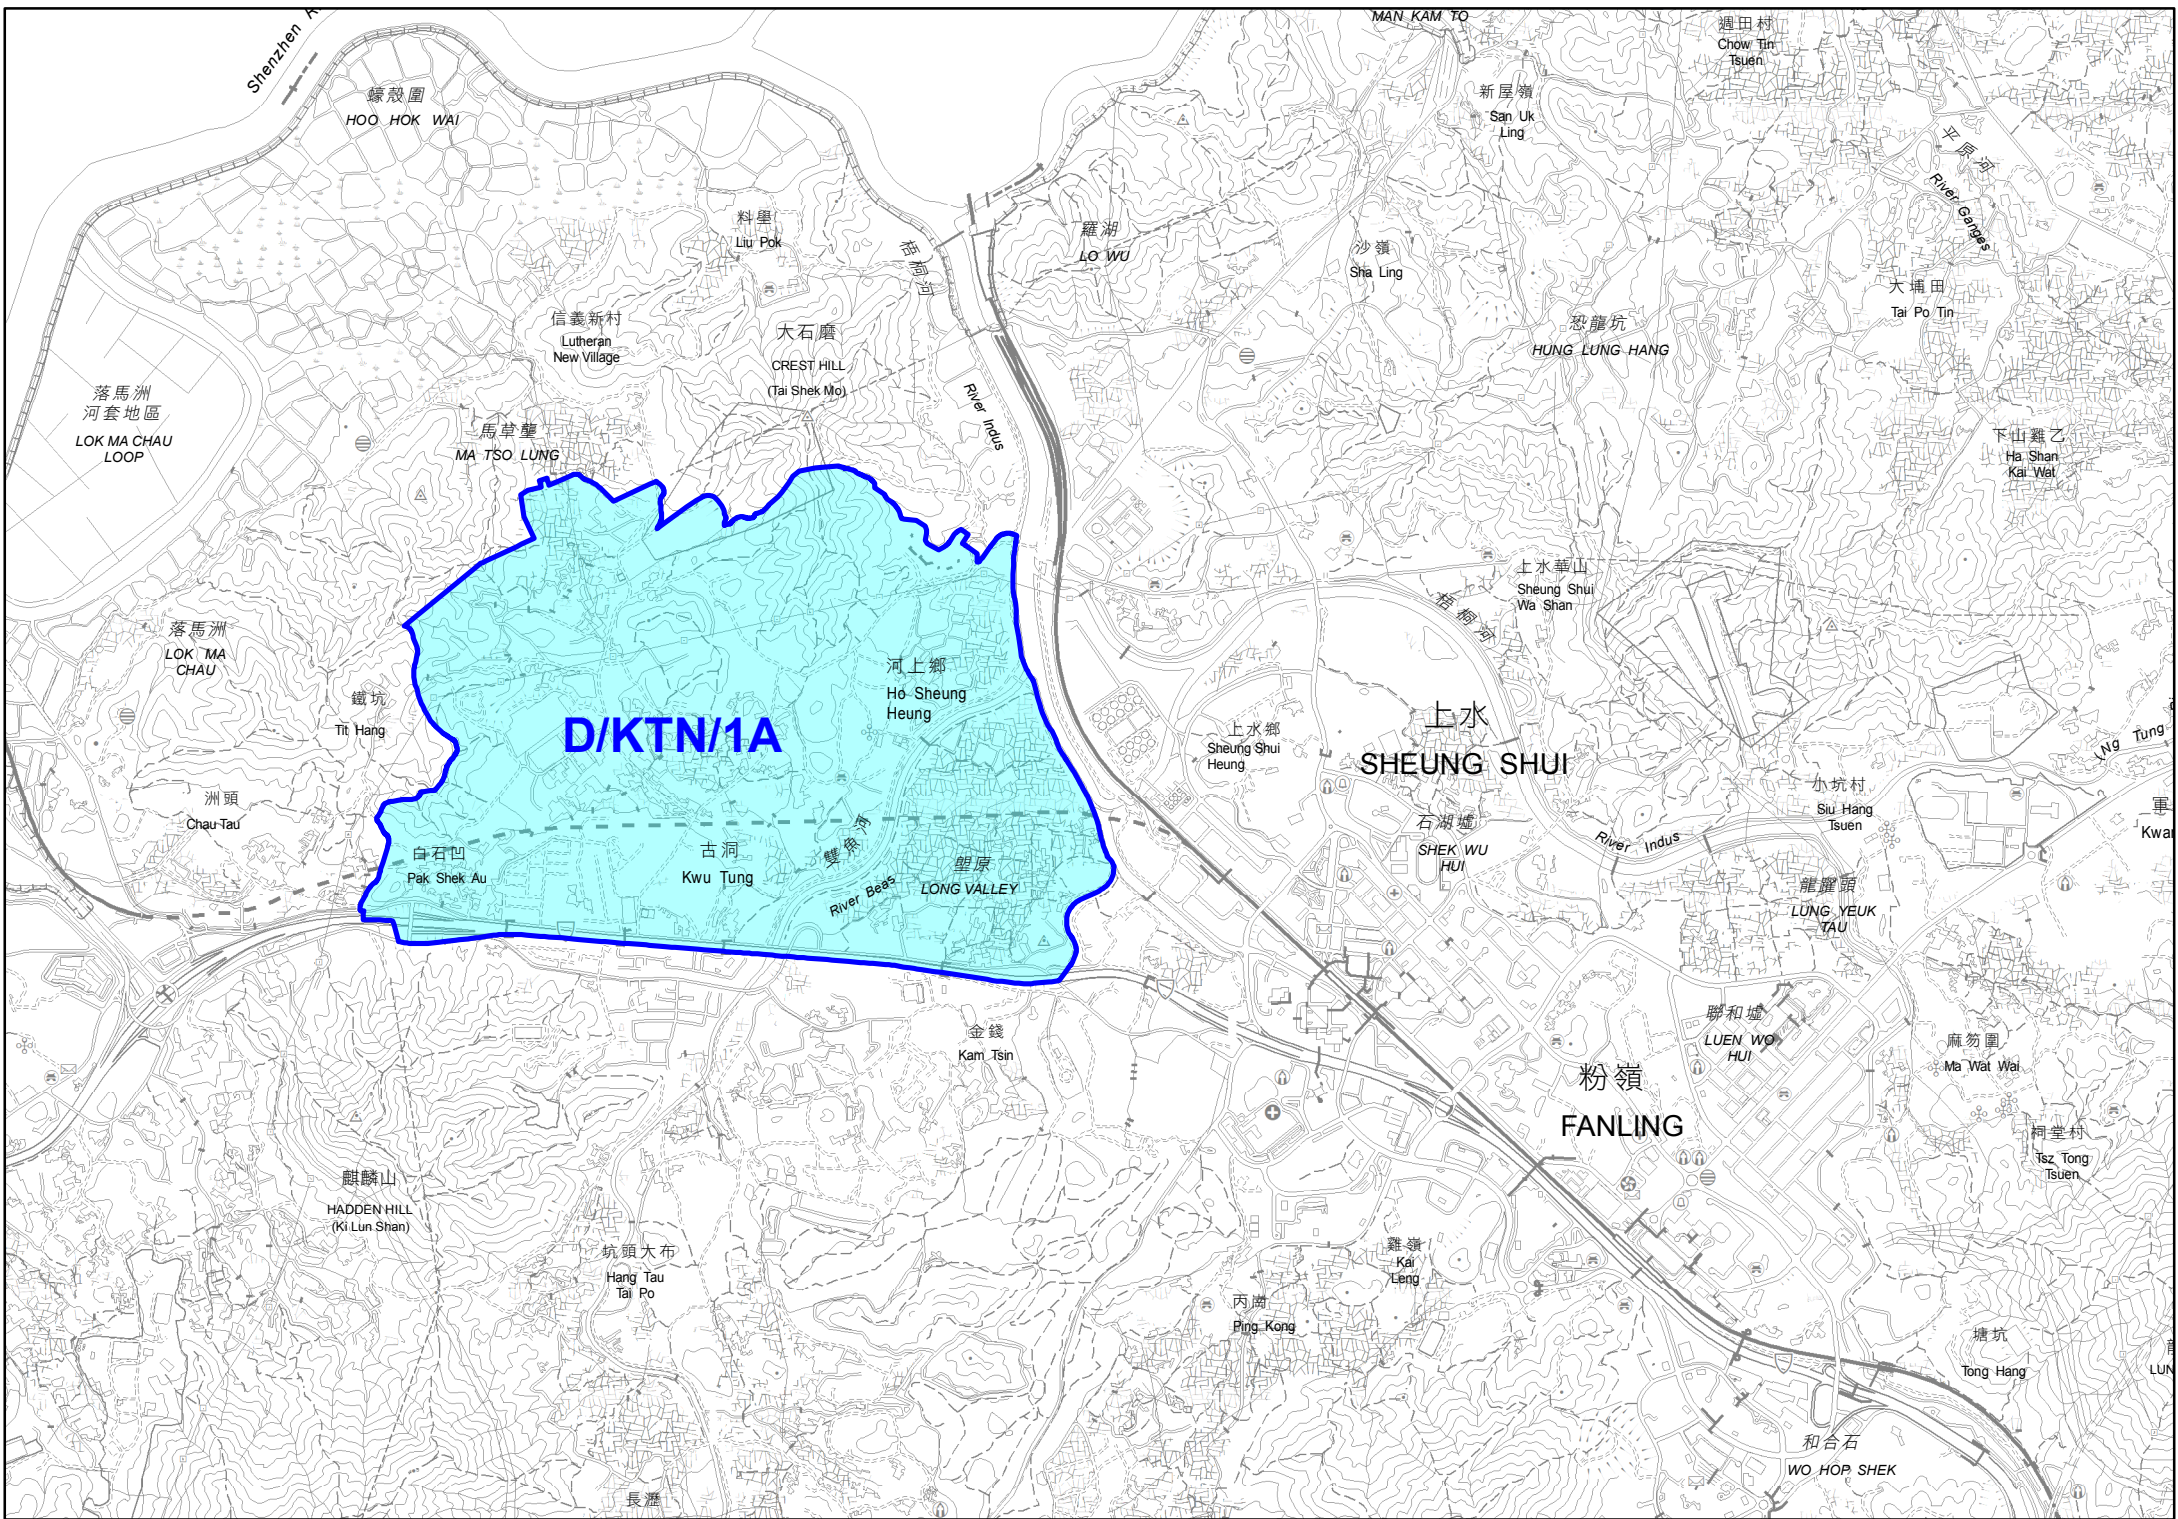 MAN KAM TO
週田村
Chow Tin
Tsuen
Shenzhen
蠔殼圍
HOO HOK WAI
新屋嶺
San Uk
Ling
平原河
River Ganges
料壆
Liu Pok
梧桐河
羅湖
LO WU
沙嶺
Sha Ling
大埔田
Tai Po Tin
信義新村
Lutheran
New Village
大石磨
CREST HILL
(Tai Shek Mo)
恐龍坑
HUNG LUNG HANG
River Indus
落馬洲
河套地區
LOK MA CHAU
LOOP
馬草壟
MA TSO LUNG
下山雞乙
Ha Shan
Kai Wat
上水華山
Sheung Shui
Wa Shan
梧桐河
落馬洲
LOK MA
CHAU
河上鄉
Ho Sheung
Heung
鐵坑
Tit Hang
D/KTN/1A
上水鄉
Sheung Shui
Heung
上水
SHEUNG SHUI
Ng Tung
洲頭
Chau Tau
小坑村
Siu Hang
Tsuen
軍
石湖墟
SHEK WU
HUI
River Indus
白石凹
Pak Shek Au
古洞
Kwu Tung
雙魚河
River Beas
塱原
LONG VALLEY
龍躍頭
LUNG YEUK
TAU
金錢
Kam Tsin
聯和墟
LUEN WO
HUI
麻笏圍
Ma Wat Wai
粉嶺
FANLING
祠堂村
Tsz Tong
Tsuen
麒麟山
HADDEN HILL
(Ki Lun Shan)
坑頭大布
Hang Tau
Tai Po
雞嶺
Kai
Leng
丙崗
Ping Kong
塘坑
Tong Hang
LUN
和合石
WO HOP SHEK
長瀝